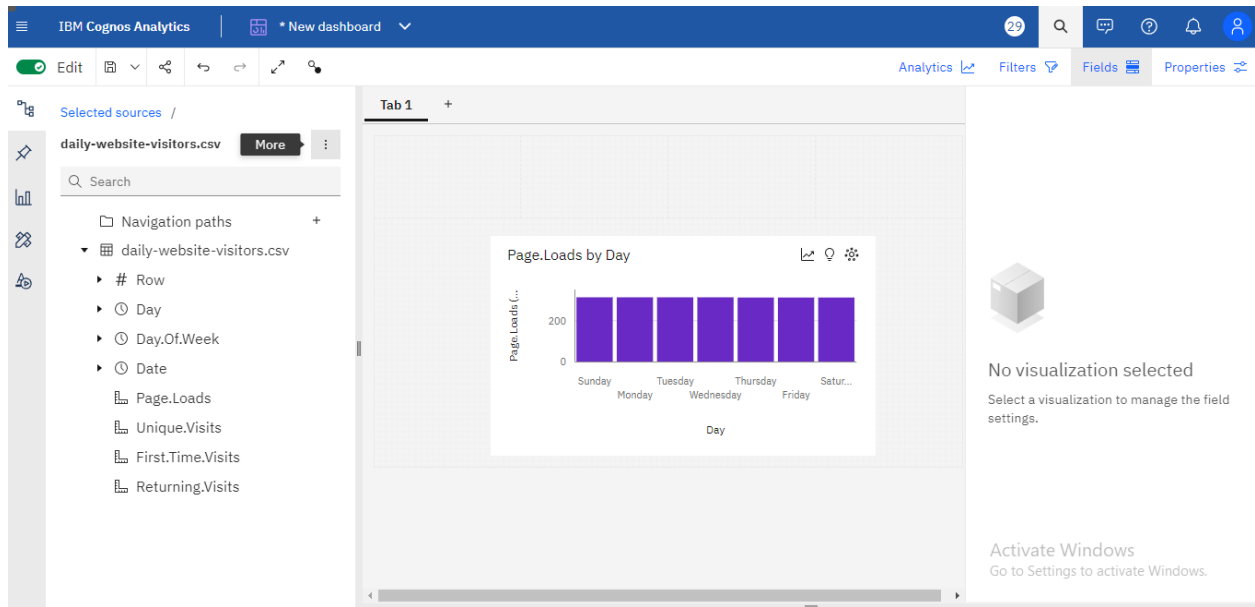 IBM Cognos Analytics
* New dashboard
29
Edit
Analytics
Filters
Fields
Properties
Selected sources /
daily-website-visitors.csv
More
Search
Navigation paths +
daily-website-visitors.csv
# Row
Day
Day.Of.Week
Date
Page.Loads
Unique.Visits
First.Time.Visits
Returning.Visits
Tab 1 +
Page.Loads by Day
Page.Loads (...
200
0
Sunday
Monday
Tuesday
Wednesday
Thursday
Friday
Satur...
Day
No visualization selected
Select a visualization to manage the field
settings.
Activate Windows
Go to Settings to activate Windows.